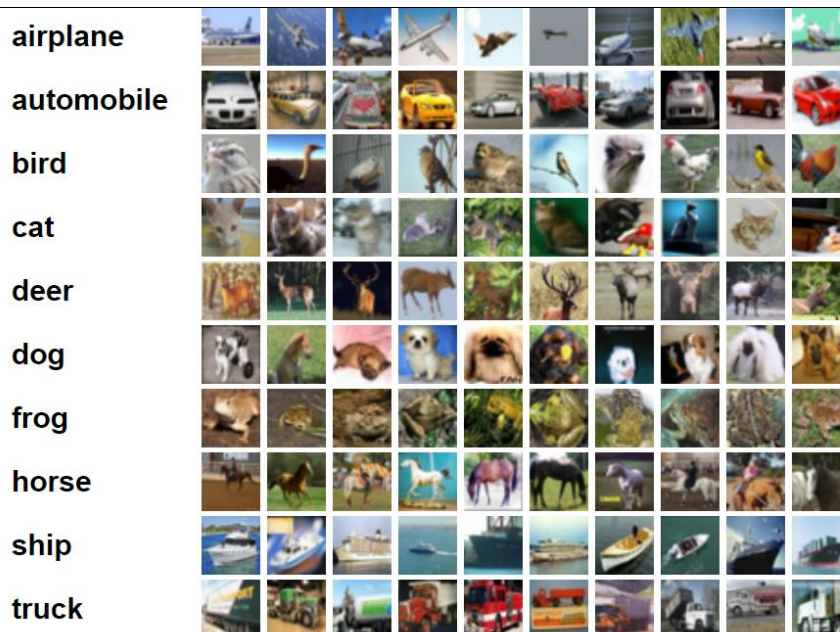 airplane
automobile
bird
cat
deer
dog
frog
horse
ship
truck